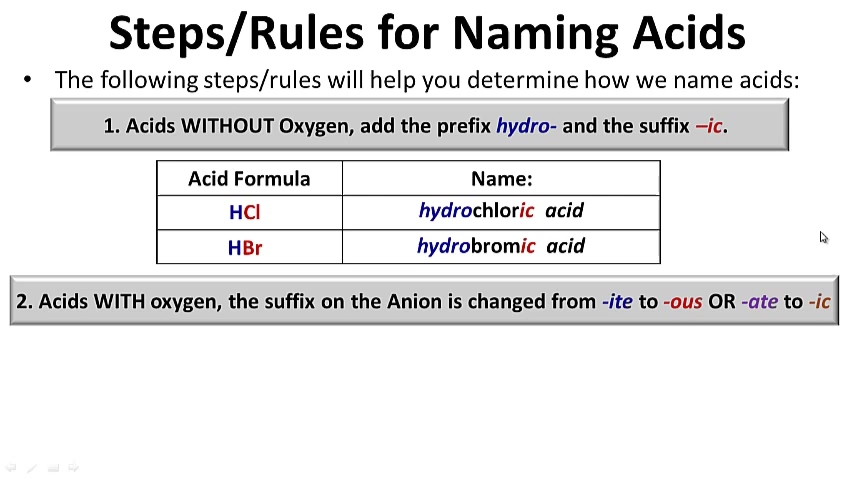 Steps/Rules for Naming Acids
• The following steps/rules will help you determine how we name acids:
1. Acids WITHOUT Oxygen, add the prefix hydro- and the suffix –ic.
Acid Formula Name:
HCl hydrochloric acid
HBr hydrobromic acid
2. Acids WITH oxygen, the suffix on the Anion is changed from -ite to -ous OR -ate to -ic